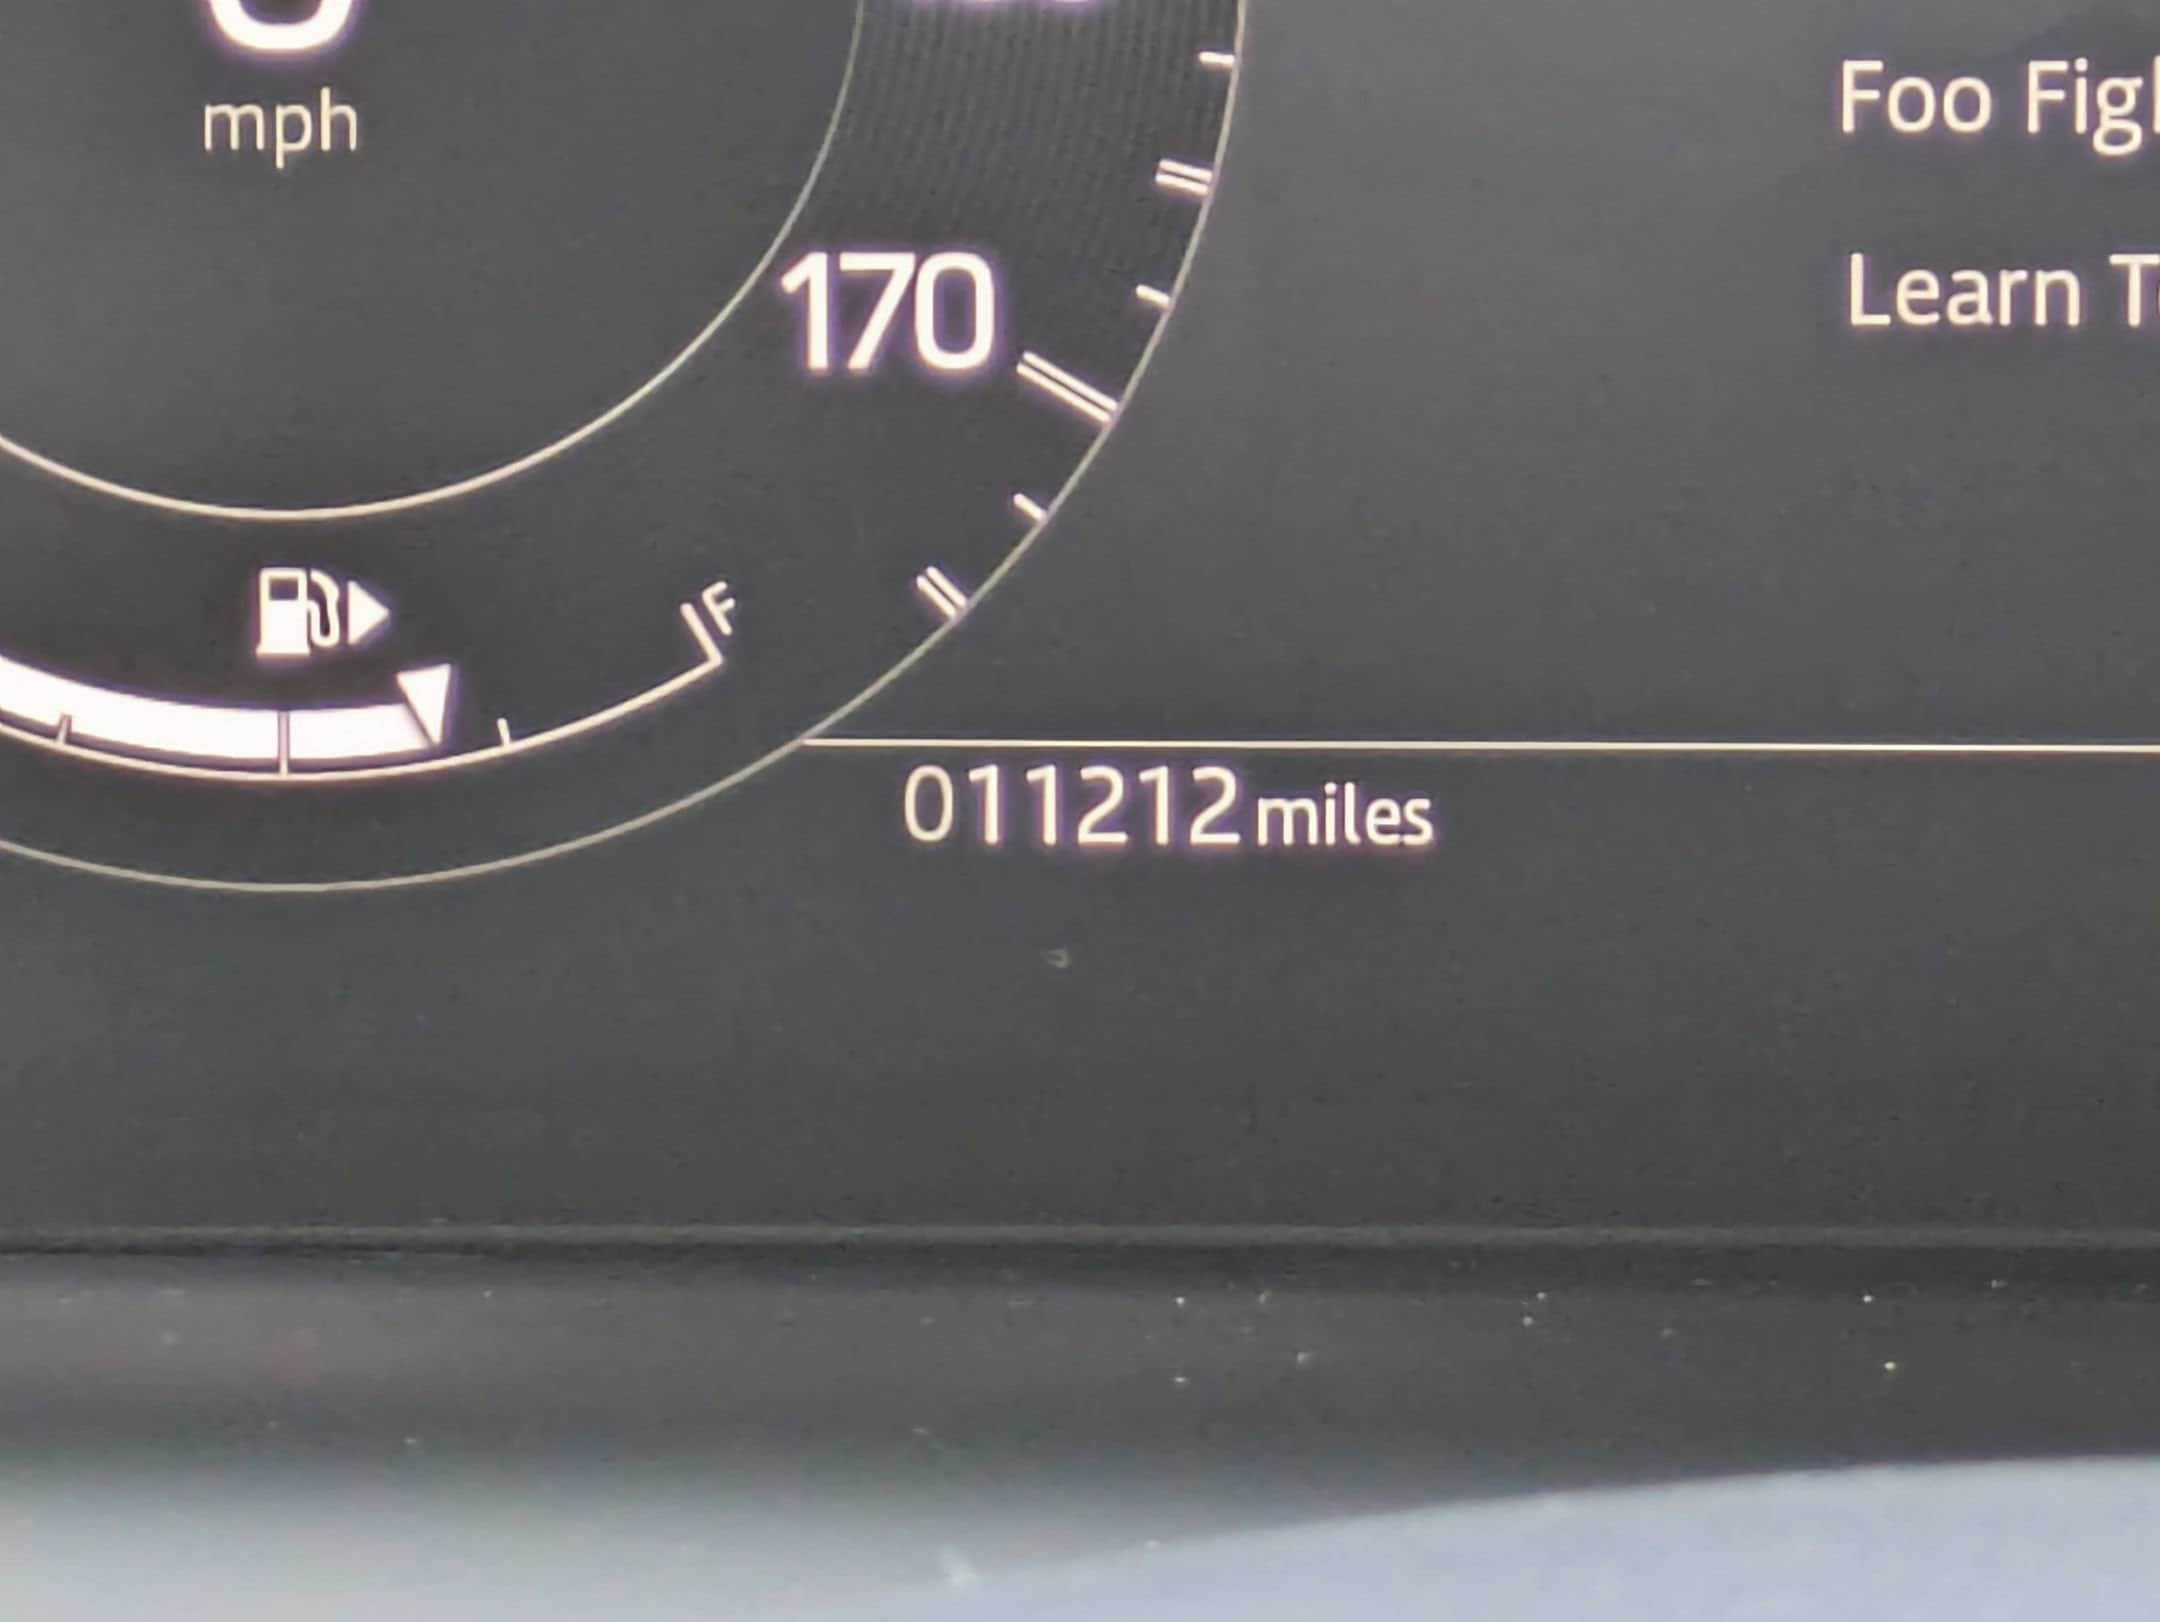 mph
170
F
011212 miles
Foo Figh
Learn T